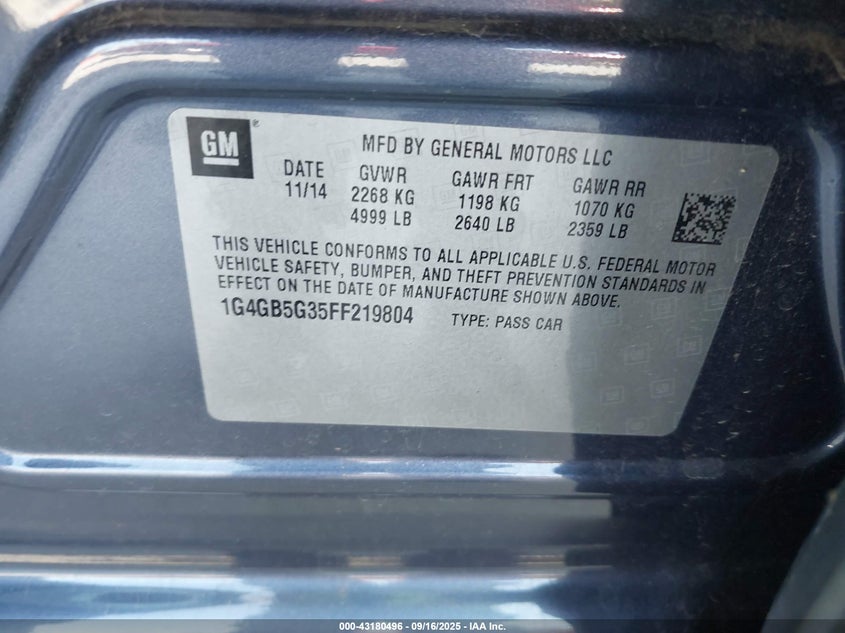 GM ®
MFD BY GENERAL MOTORS LLC
DATE GVWR GAWR FRT GAWR RR
11/14 2268 KG 1198 KG 1070 KG
4999 LB 2640 LB 2359 LB
THIS VEHICLE CONFORMS TO ALL APPLICABLE U.S. FEDERAL MOTOR
VEHICLE SAFETY, BUMPER, AND THEFT PREVENTION STANDARDS IN
EFFECT ON THE DATE OF MANUFACTURE SHOWN ABOVE.
1G4GB5G35FF219804 TYPE: PASS CAR
000-43180496 - 09/16/2025 - IAA Inc.